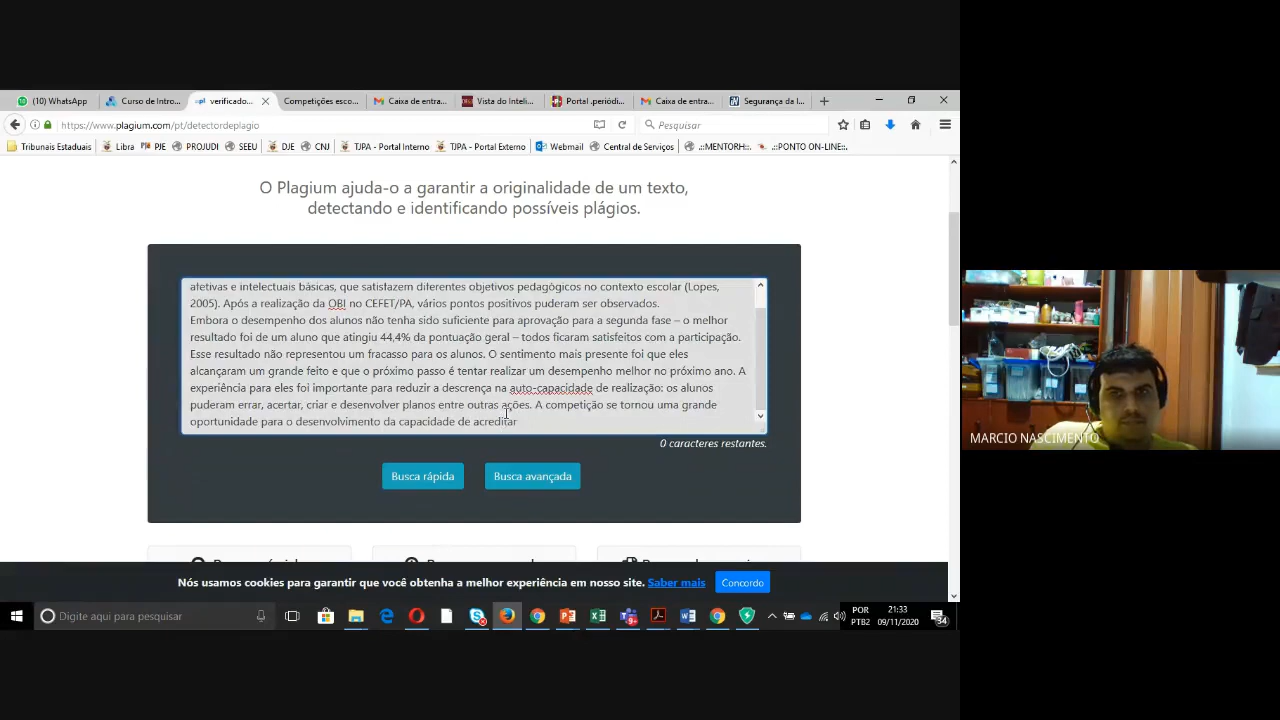 (10) WhatsApp
Curso de Intro...
verificado...
Competições esco...
Caixa de entra...
Vista do Inteli...
Portal .periódi...
Caixa de entra...
Segurança da I...
https://www.plagium.com/pt/detectordeplagio
Pesquisar
Tribunais Estaduais
Libra
PJE
PROJUDI
SEEU
DJE
CNJ
TJPA - Portal Interno
TJPA - Portal Externo
Webmail
Central de Serviços
.::MENTORH::.
.::PONTO ON-LINE::.
O Plagium ajuda-o a garantir a originalidade de um texto,
detectando e identificando possíveis plágios.
afetivas e intelectuais básicas, que satisfazem diferentes objetivos pedagógicos no contexto escolar (Lopes,
2005). Após a realização da OBI no CEFET/PA, vários pontos positivos puderam ser observados.
Embora o desempenho dos alunos não tenha sido suficiente para aprovação para a segunda fase – o melhor
resultado foi de um aluno que atingiu 44,4% da pontuação geral – todos ficaram satisfeitos com a participação.
Esse resultado não representou um fracasso para os alunos. O sentimento mais presente foi que eles
alcançaram um grande feito e que o próximo passo é tentar realizar um desempenho melhor no próximo ano. A
experiência para eles foi importante para reduzir a descrença na auto-capacidade de realização: os alunos
puderam errar, acertar, criar e desenvolver planos entre outras ações. A competição se tornou uma grande
oportunidade para o desenvolvimento da capacidade de acreditar
0 caracteres restantes.
Busca rápida
Busca avançada
Nós usamos cookies para garantir que você obtenha a melhor experiência em nosso site. Saber mais
Concordo
Digite aqui para pesquisar
POR
PTB2
21:33
09/11/2020
34
MARCIO NASCIMENTO